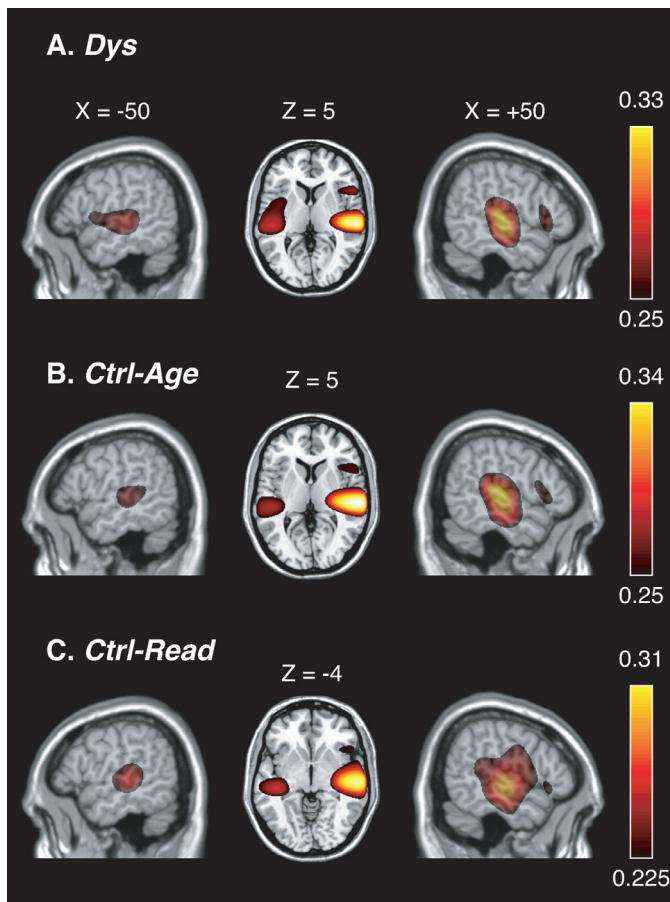 A. Dys
X = -50
Z = 5
X = +50
0.33
0.25
B. Ctrl-Age
Z = 5
0.34
0.25
C. Ctrl-Read
Z = -4
0.31
0.225